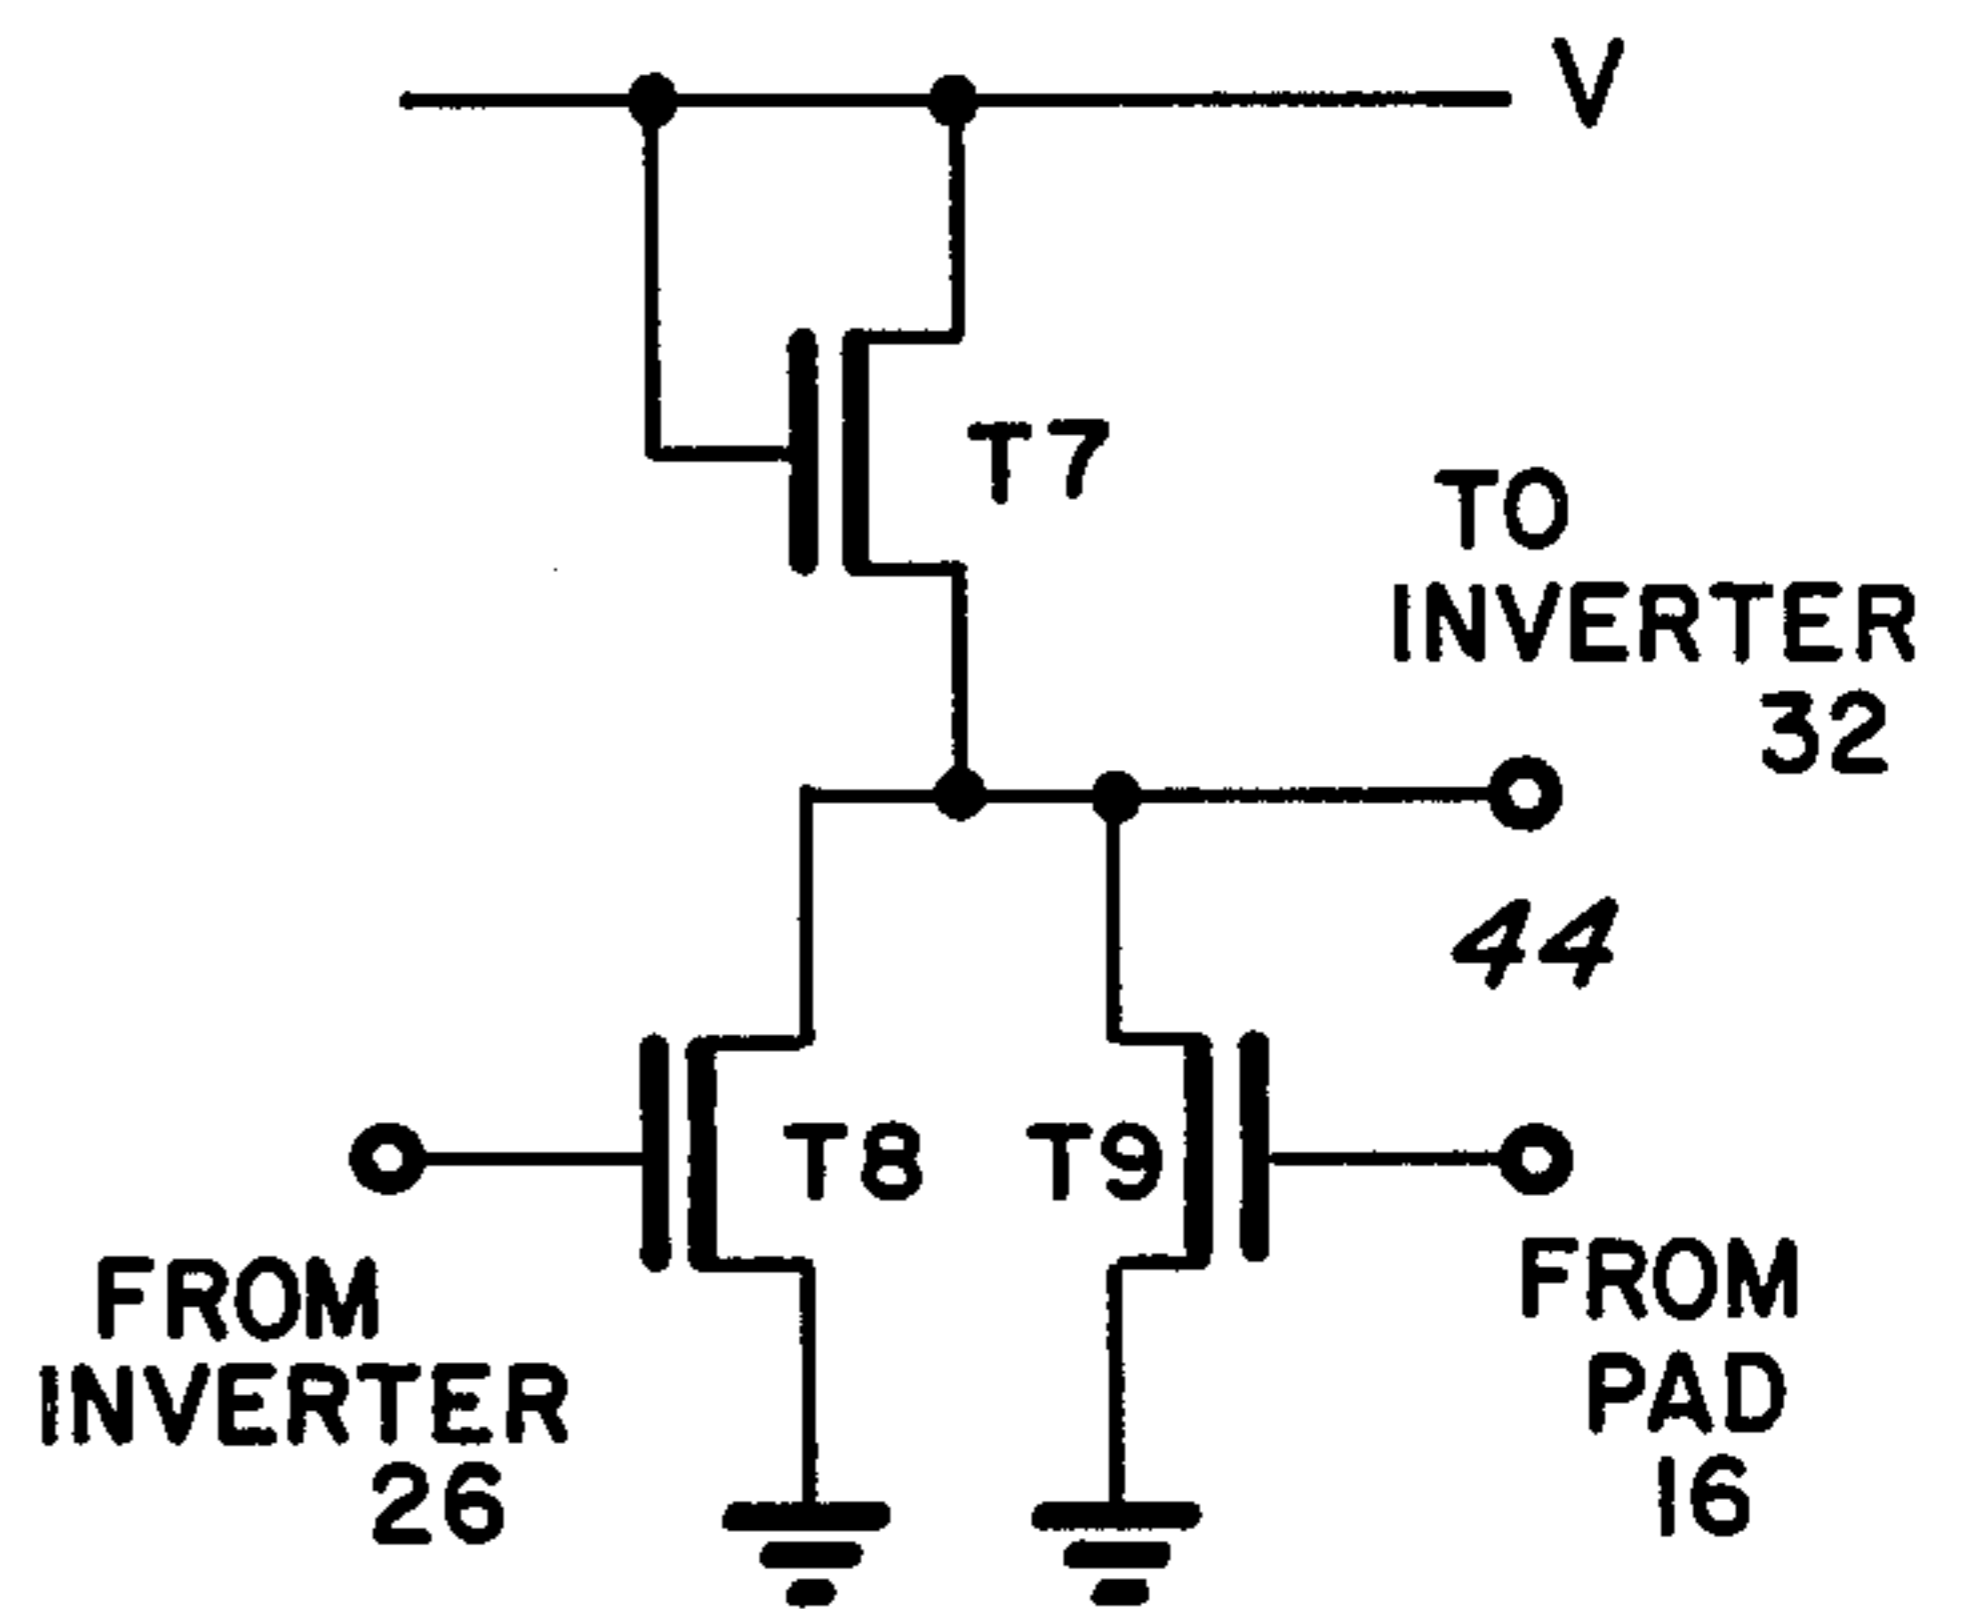 V
T7
TO
INVERTER
32
44
T8
T9
FROM
INVERTER
26
FROM
PAD
16